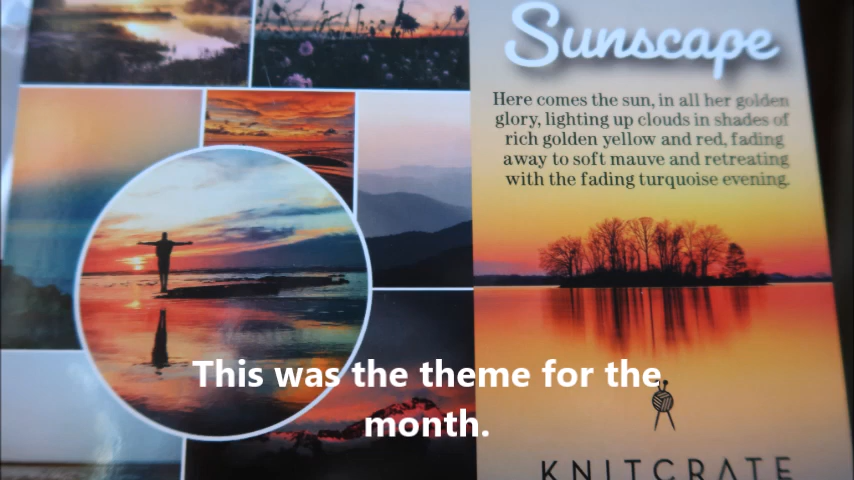 Sunscape
Here comes the sun, in all her golden
glory, lighting up clouds in shades of
rich golden yellow and red, fading
away to soft mauve and retreating
with the fading turquoise evening.
This was the theme for the
month.
KNITCRATE